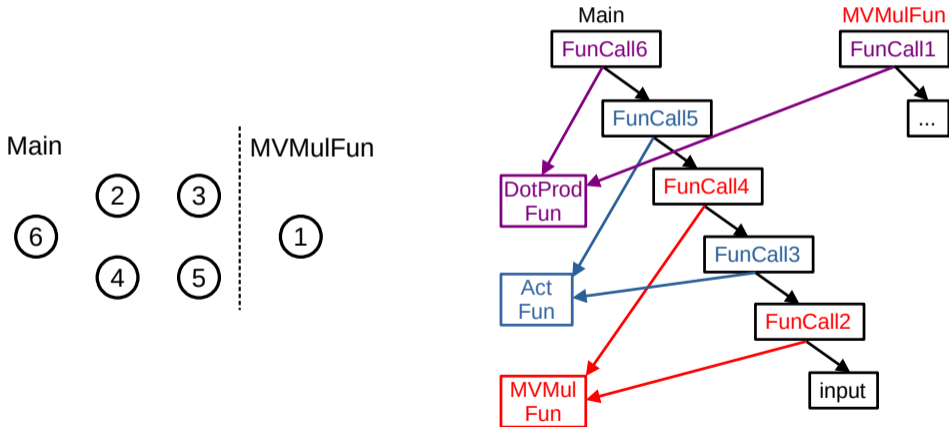 Main
MVMulFun
2
3
6
1
4
5
Main
MVMulFun
FunCall6
FunCall1
FunCall5
...
DotProd
Fun
FunCall4
FunCall3
Act
Fun
FunCall2
MVMul
Fun
input